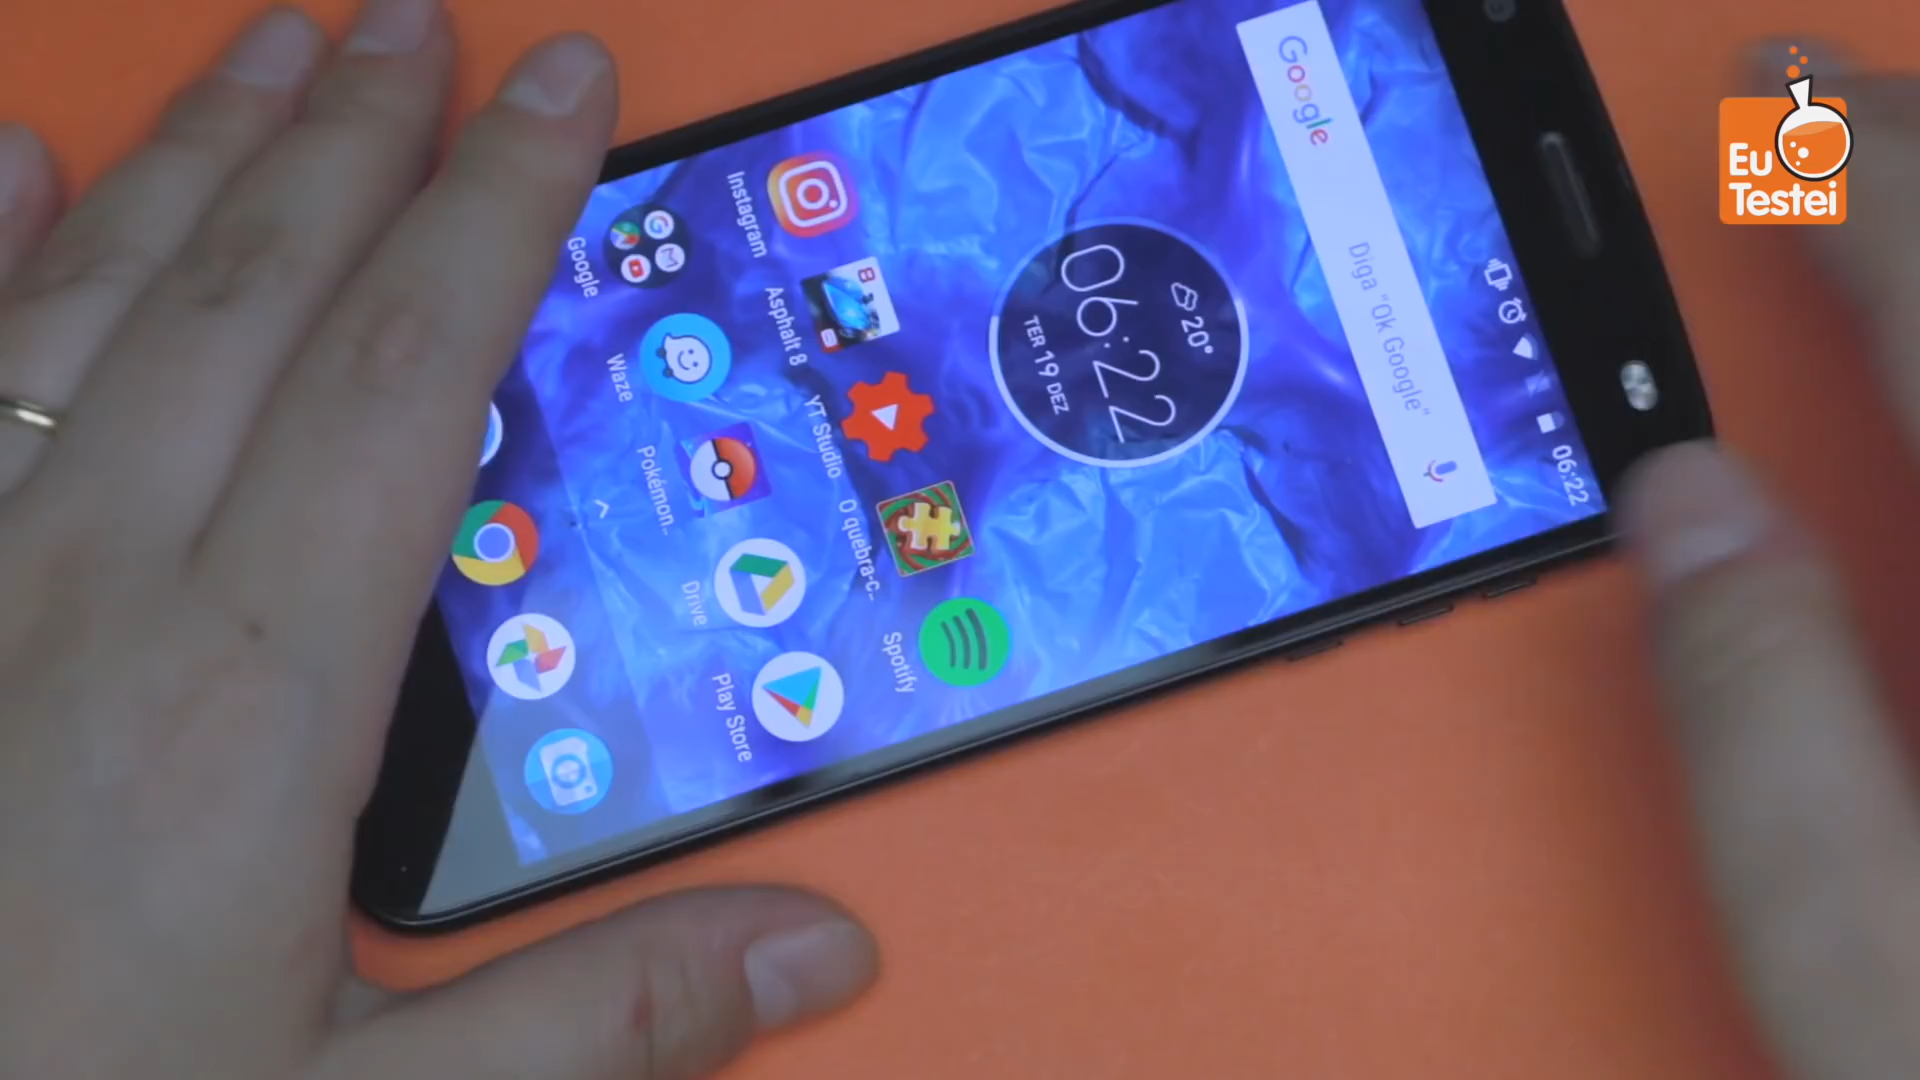 06:22
Google
Diga "Ok Google"
20°
06:22
TER 19 DEZ
Instagram
Asphalt 8
YT Studio
O quebra-c...
Spotify
Google
Waze
Pokémon...
Drive
Play Store
Eu
Testei